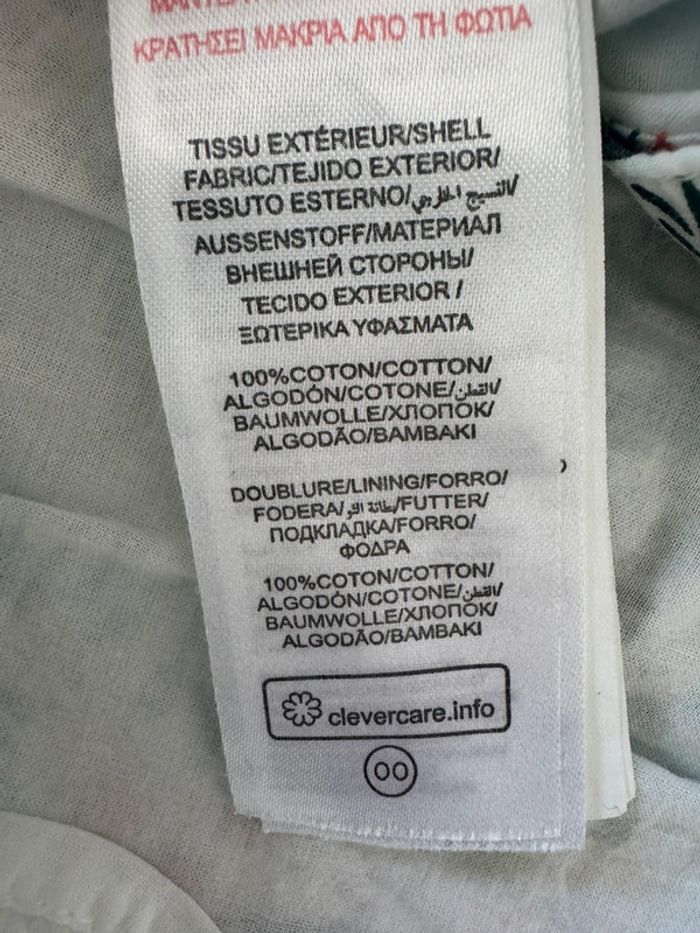 ΚΡΑΤΗΣΕΙ ΜΑΚΡΙΑ ΑΠΟ ΤΗ ΦΩΤΙΑ
TISSU EXTÉRIEUR/SHELL
FABRIC/TEJIDO EXTERIOR/
TESSUTO ESTERNO/النسيج الخارجي/
AUSSENSTOFF/МАТЕРИАЛ
ВНЕШНЕЙ СТОРОНЫ/
TECIDO EXTERIOR /
ΞΩΤΕΡΙΚΑ ΥΦΑΣΜΑΤΑ
100%COTON/COTTON/
ALGODÓN/COTONE/القطن/
BAUMWOLLE/ХЛОПОК/
ALGODÃO/BAMBAKI
DOUBLURE/LINING/FORRO/
FODERA/ /FUTTER/
ПОДКЛАДКА/FORRO/
ΦΟΔΡΑ
100%COTON/COTTON/
ALGODÓN/COTONE/القطن/
BAUMWOLLE/ХЛОПОК/
ALGODÃO/BAMBAKI
clevercare.info
OO